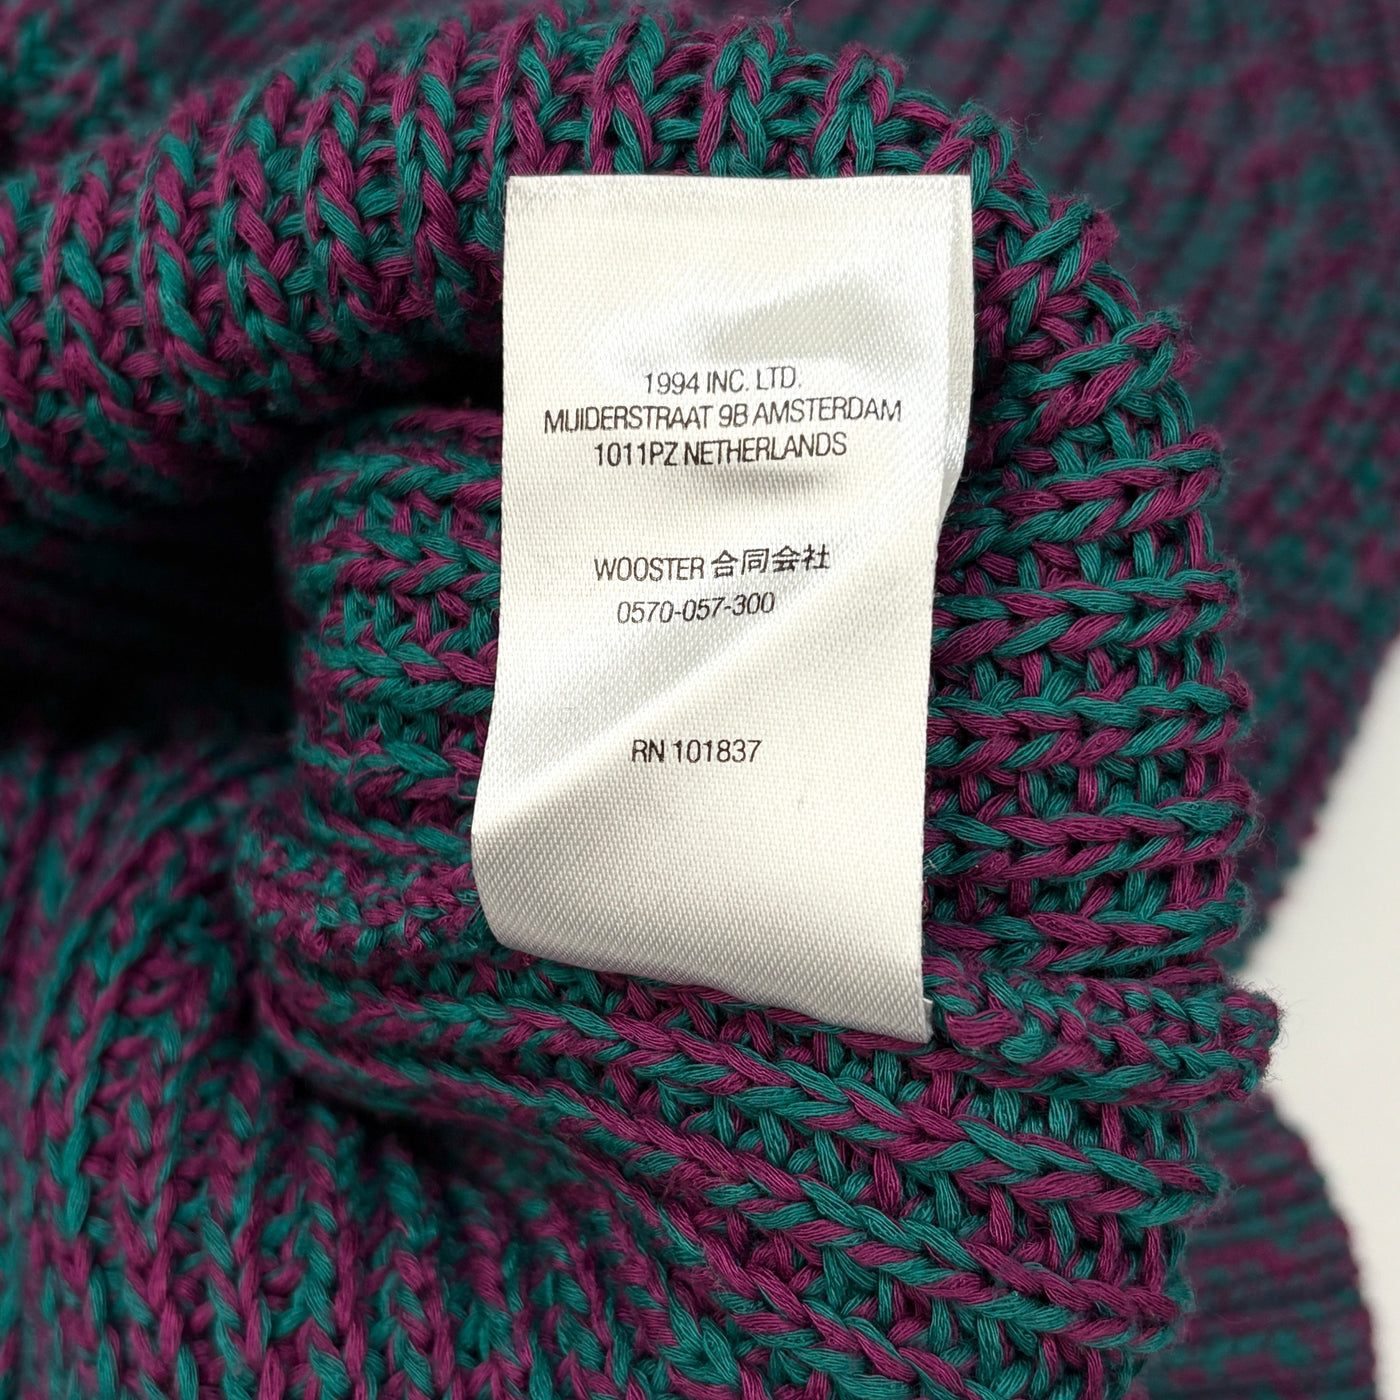 1994 INC. LTD.
MUIDERSTRAAT 9B AMSTERDAM
1011PZ NETHERLANDS
WOOSTER 合同会社
0570-057-300
RN 101837